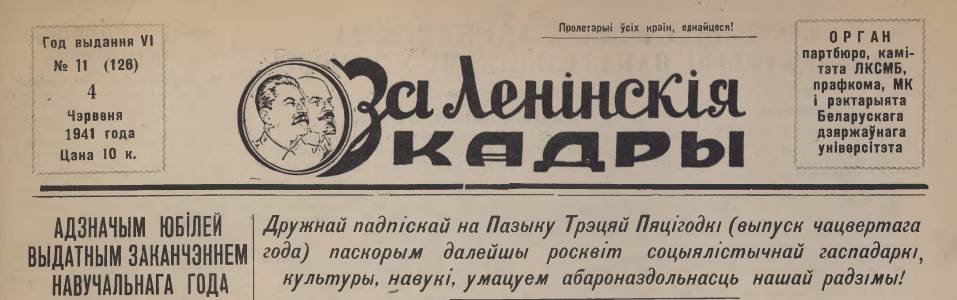 Год выдання VI
№ 11 (126)
4
Чэрвеня
1941 года
Цана 10 к.
Пролетарыі ўсіх краін, еднайцеся!
За Ленінскія
КАДРЫ
ОРГАН
партбюро, камі-
тэта ЛКСМБ,
прафкома, МК
і рэктарыята
Беларускага
дзяржаўнага
універсітэта
АДЗНАЧЫМ ЮБІЛЕЙ
ВЫДАТНЫМ ЗАКАНЧЭННЕМ
НАВУЧАЛЬНАГА ГОДА
Дружнай падпіскай на Пазыку Трэцяй Пяцігодкі (выпуск чацвертага
года) паскорым далейшы росквіт соцыялістычнай гаспадаркі,
культуры, навукі, умацуем абароназдольнасць нашай радзімы!